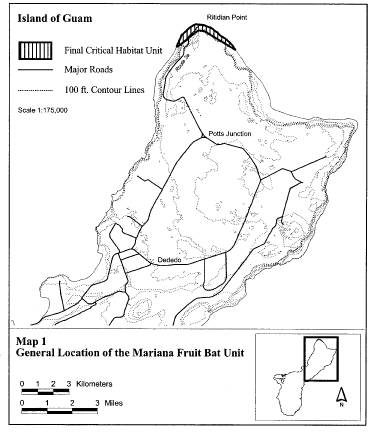 Island of Guam
Ritidian Point
Final Critical Habitat Unit
Major Roads
100 ft. Contour Lines
Scale 1:175,000
Potts Junction
Dededo
Map 1
General Location of the Mariana Fruit Bat Unit
0 1 2 3 Kilometers
0 1 2 3 Miles
N